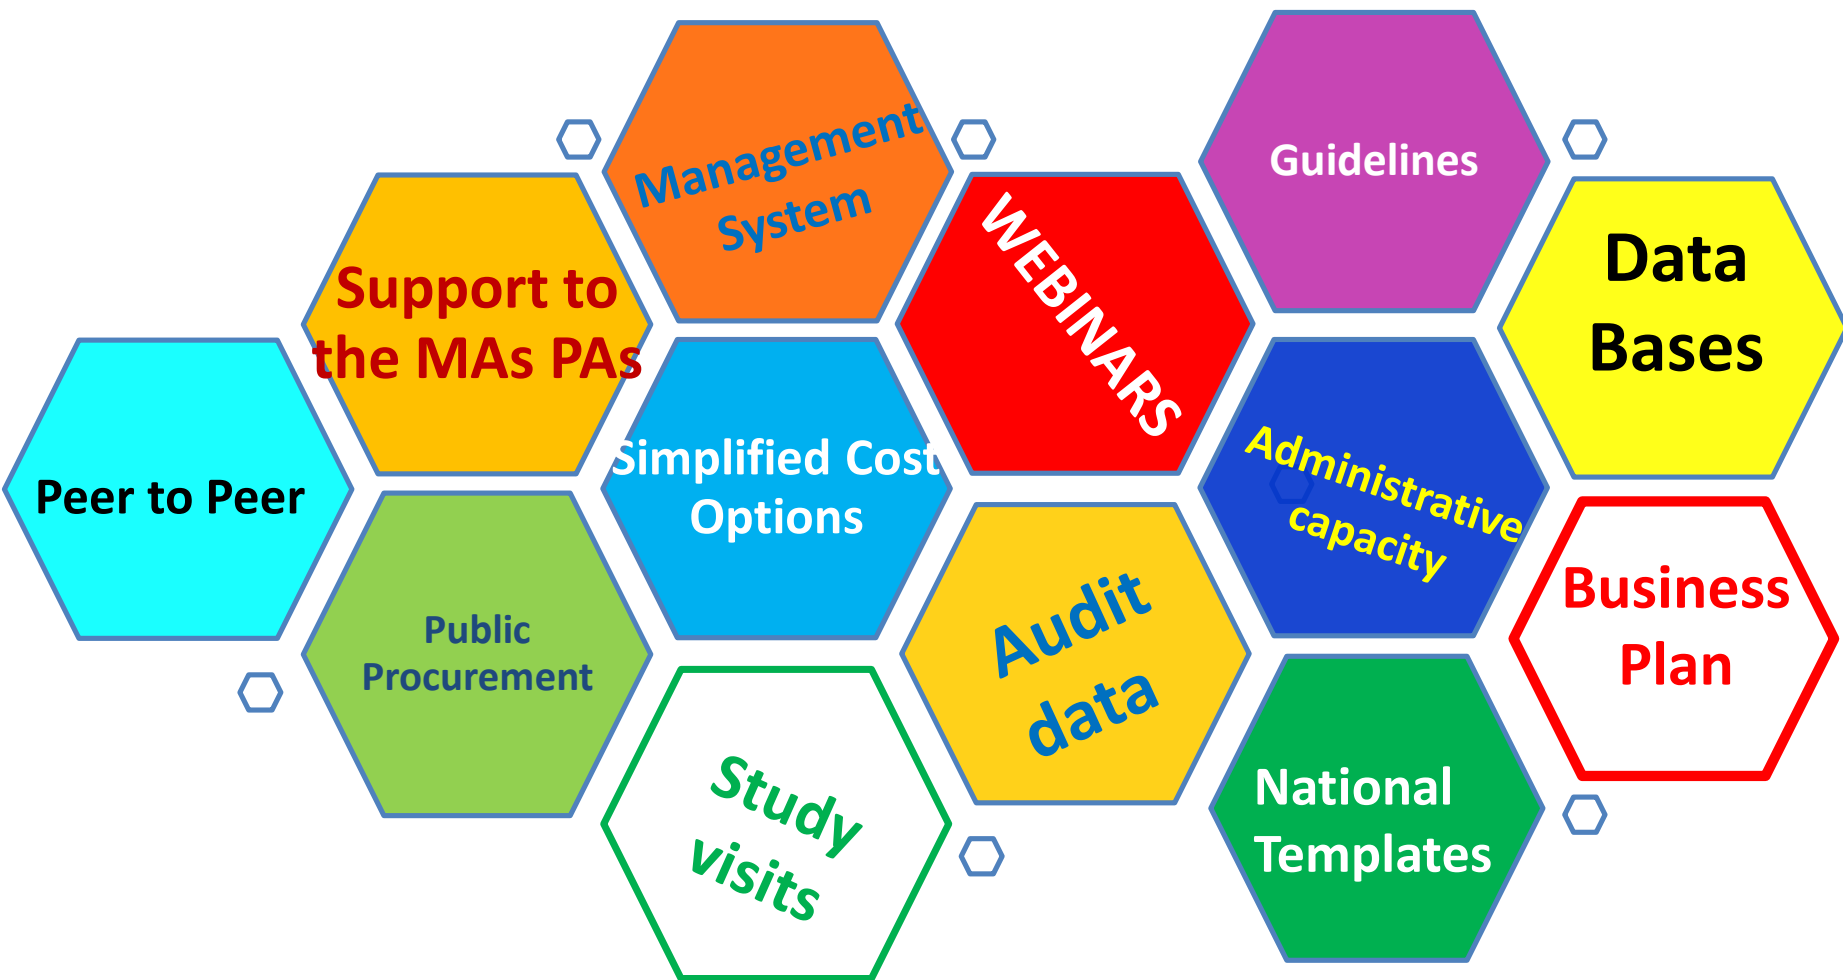 Management
System
Guidelines
WEBINARS
Data
Bases
Support to
the MAs PAs
Peer to Peer
Simplified Cost
Options
Administrative
capacity
Public
Procurement
Audit
data
Business
Plan
Study
visits
National
Templates